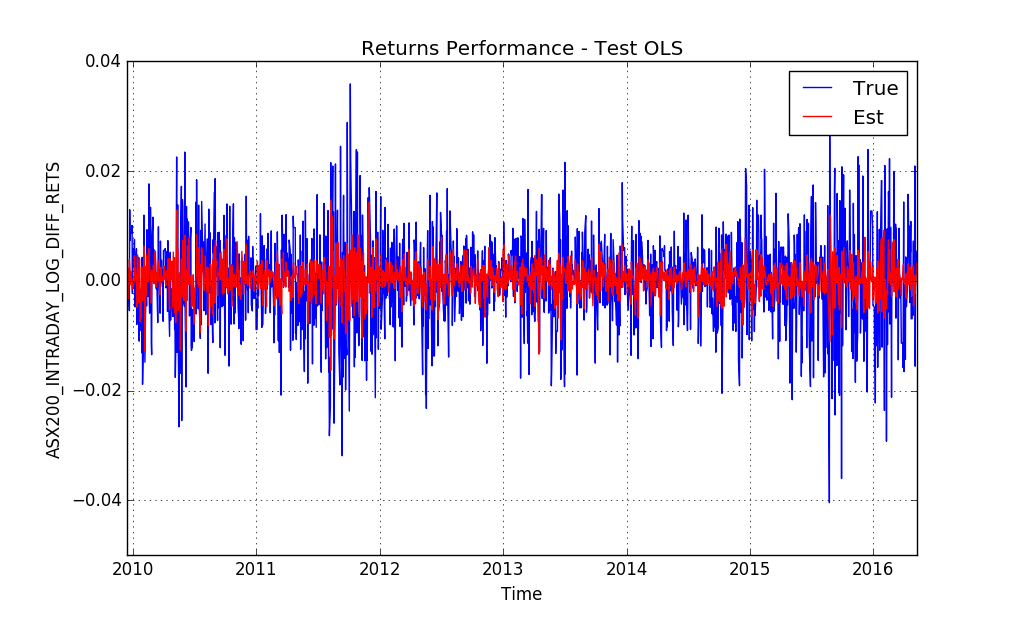 Returns Performance - Test OLS
True
Est
ASX200_INTRADAY_LOG_DIFF_RETS
0.04
0.02
0.00
−0.02
−0.04
2010 2011 2012 2013 2014 2015 2016
Time